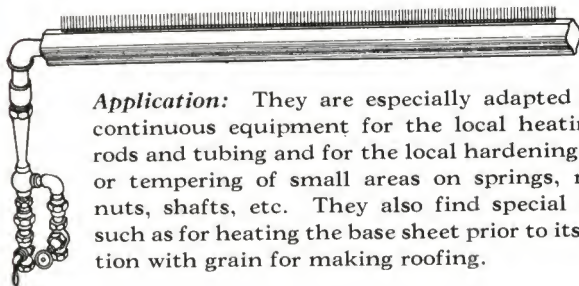 Application: They are especially adapted
continuous equipment for the local heatin
rods and tubing and for the local hardening
or tempering of small areas on springs,
nuts, shafts, etc. They also find special
such as for heating the base sheet prior to its
tion with grain for making roofing.